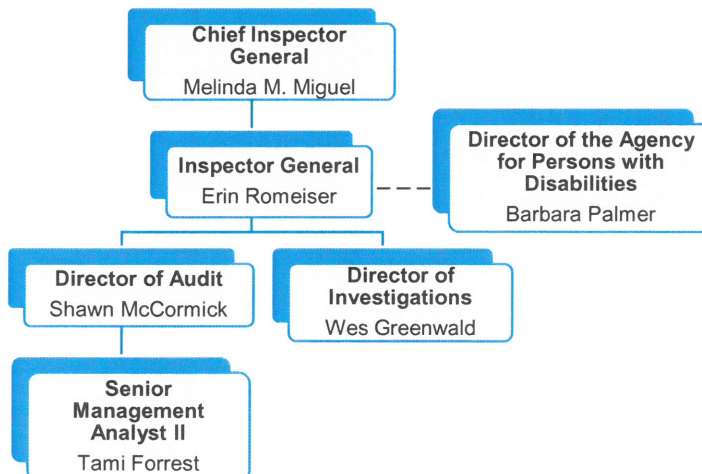 Chief Inspector
General
Melinda M. Miguel
Inspector General
Erin Romeiser
Director of the Agency
for Persons with
Disabilities
Barbara Palmer
Director of Audit
Shawn McCormick
Director of
Investigations
Wes Greenwald
Senior
Management
Analyst II
Tami Forrest